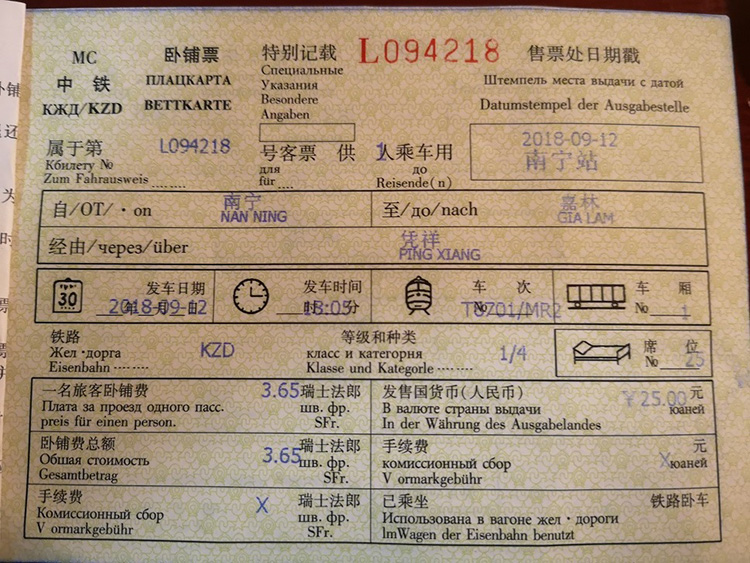 MC 卧铺票 特别记载 L094218 售票处日期戳
中铁 ПЛАЦКАРТА Специальные Штемпель места выдачи с датой
КЖД/KZD BETTKARTE Указания Datumstempel der Ausgabestelle
Besondere
Angaben
2018-09-12
南宁站
属于第 L094218 号客票 供 1 人乘车用
Кбилету № для до
Zum Fahrausweis für Reisende(n)
自/ОТ/·on 南宁 NAN NING 至/до/nach 嘉林 GIA LAM
经由/через/über 凭祥 PING XIANG
30 发车日期 发车时间 车 次 车 厢
2018-09-12 年 月 日 18:05 时 分 № T8701/MR2 № 1
铁路 等级和种类
Жел·дорга KZD класс и категорня 1/4 席 位
Eisenbahn Klasse und Kategorle № 25
一名旅客卧铺费 3.65 瑞士法郎 发售国货币(人民币) ¥25.00 元
Плата за проезд одного пасс. шв. фр. В валюте страны выдачи юаней
preis für einen person. SFr. In der Währung des Ausgabelandes
卧铺费总额 3.65 瑞士法郎 手续费 元
Общая стоимость шв. фр. комиссионный сбор X юаней
Gesamtbetrag SFr. V ormarkgebühr
手续费 X 瑞士法郎 已乘坐 铁路卧车
Комиссионный сбор шв. фр. Использована в вагоне жел·дороги
V ormarkgebühr SFr. lmWagen der Eisenbahn benutzt